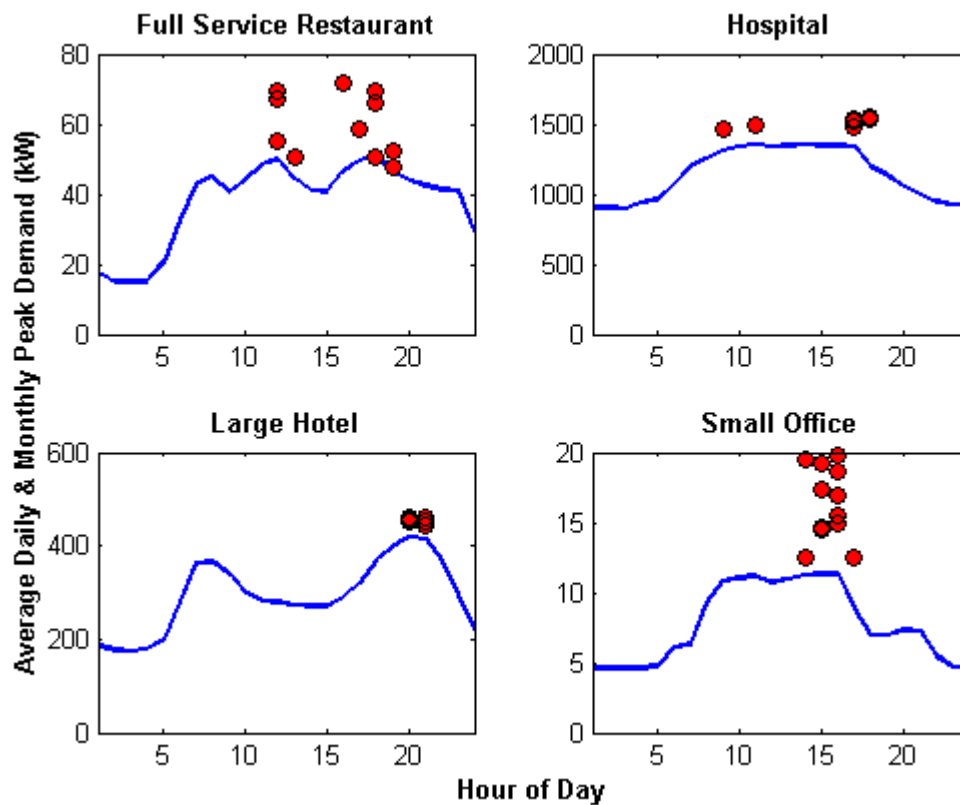 Full Service Restaurant
Hospital
80
60
40
20
0
5 10 15 20
2000
1500
1000
500
0
5 10 15 20
Large Hotel
Small Office
600
400
200
0
5 10 15 20
20
15
10
5
0
5 10 15 20
Average Daily & Monthly Peak Demand (kW)
Hour of Day